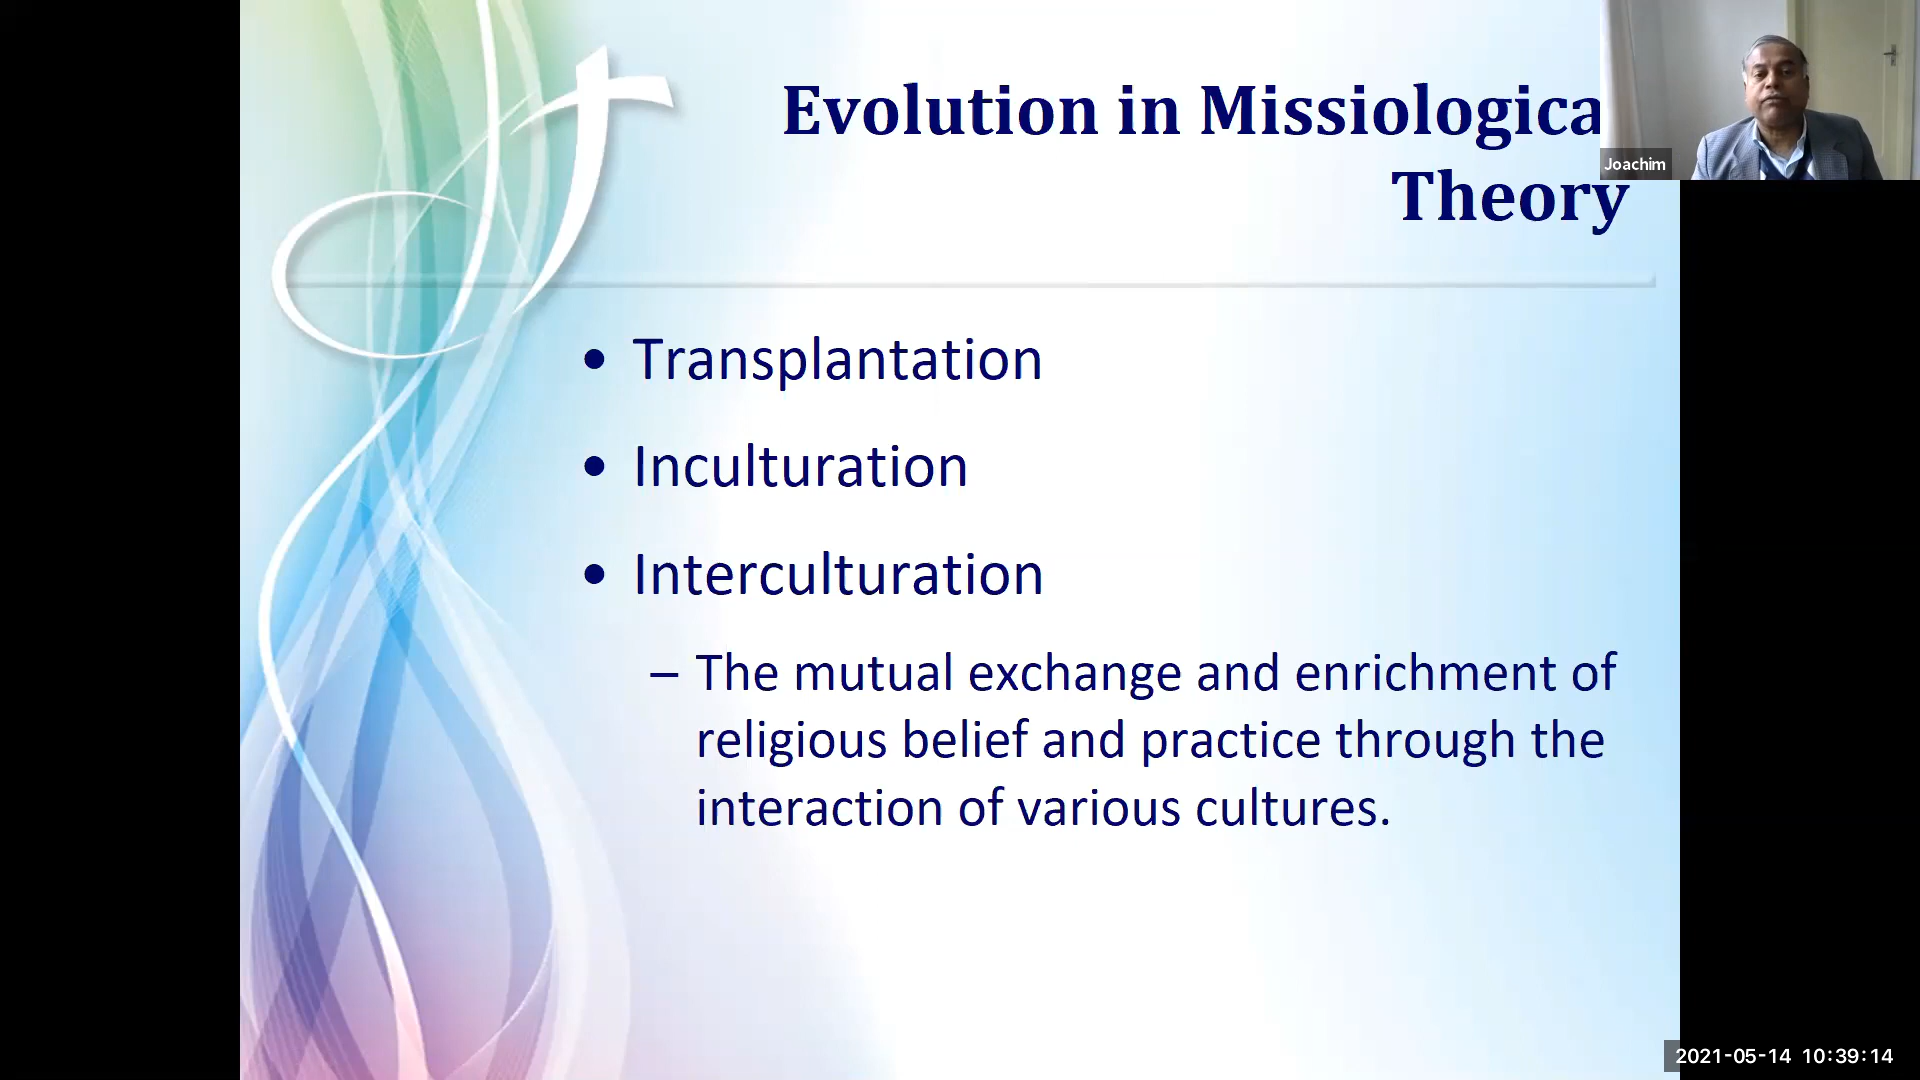 Evolution in Missiologica
Theory
Joachim
• Transplantation
• Inculturation
• Interculturation
– The mutual exchange and enrichment of
religious belief and practice through the
interaction of various cultures.
2021-05-14 10:39:14